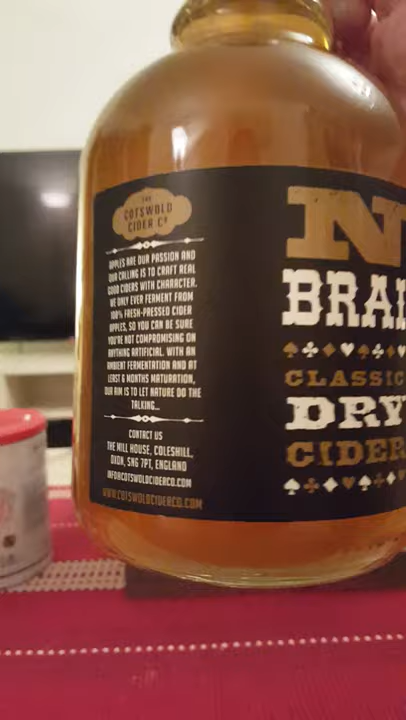 THE
COTSWOLD
CIDER Cº
APPLES ARE OUR PASSION AND
OUR CALLING IS TO CRAFT REAL
GOOD CIDERS WITH CHARACTER.
WE ONLY EVER FERMENT FROM
100% FRESH-PRESSED CIDER
APPLES, SO YOU CAN BE SURE
YOU'RE NOT COMPROMISING ON
ANYTHING ARTIFICIAL. WITH AN
AMBIENT FERMENTATION AND AT
LEAST 6 MONTHS MATURATION,
OUR AIM IS TO LET NATURE DO THE
TALKING...
CONTACT US
THE MILL HOUSE, COLESHILL,
OXON, SN6 7PT, ENGLAND
INFO@COTSWOLDCIDERCO.COM
WWW.COTSWOLDCIDERCO.COM
N
BRAI
CLASSIC
DRY
CIDER